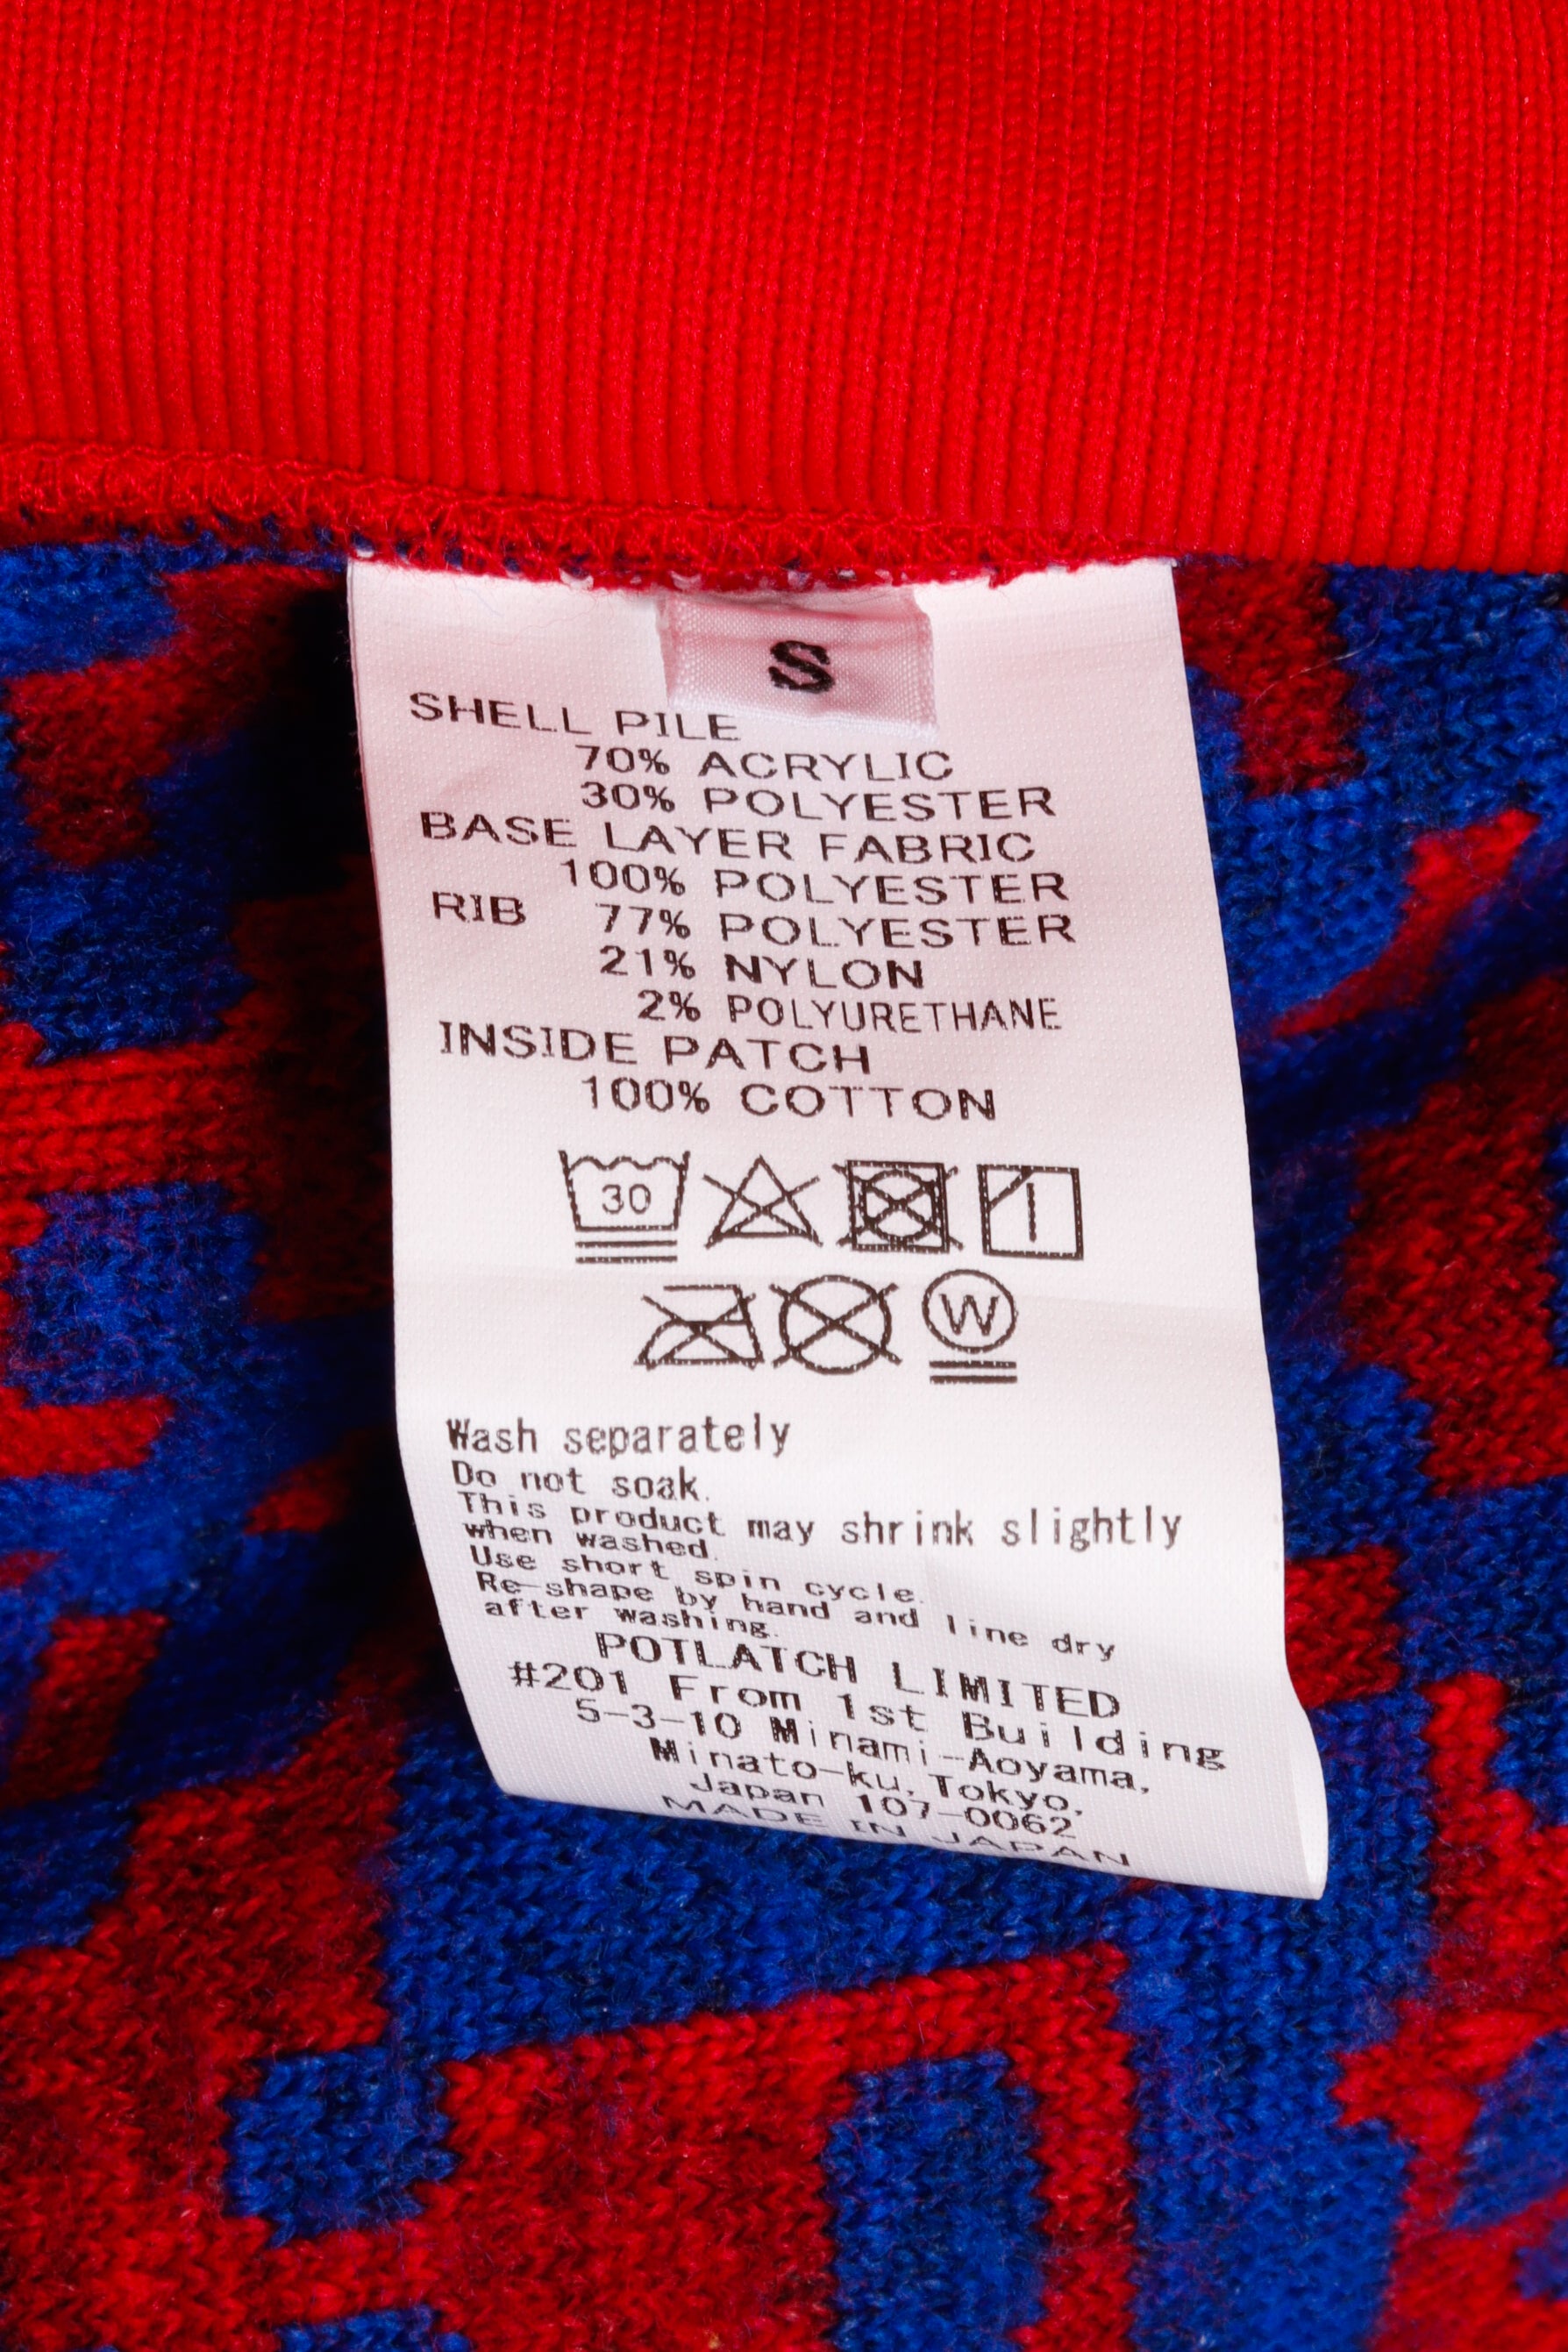 S
SHELL PILE
70% ACRYLIC
30% POLYESTER
BASE LAYER FABRIC
100% POLYESTER
RIB 77% POLYESTER
21% NYLON
2% POLYURETHANE
INSIDE PATCH
100% COTTON
30
W
Wash separately
Do not soak.
This product may shrink slightly
when washed.
Use short spin cycle.
Re-shape by hand and line dry
after washing.
POTLATCH LIMITED
#201 From 1st Building
5-3-10 Minami-Aoyama,
Minato-ku, Tokyo,
Japan 107-0062
MADE IN JAPAN